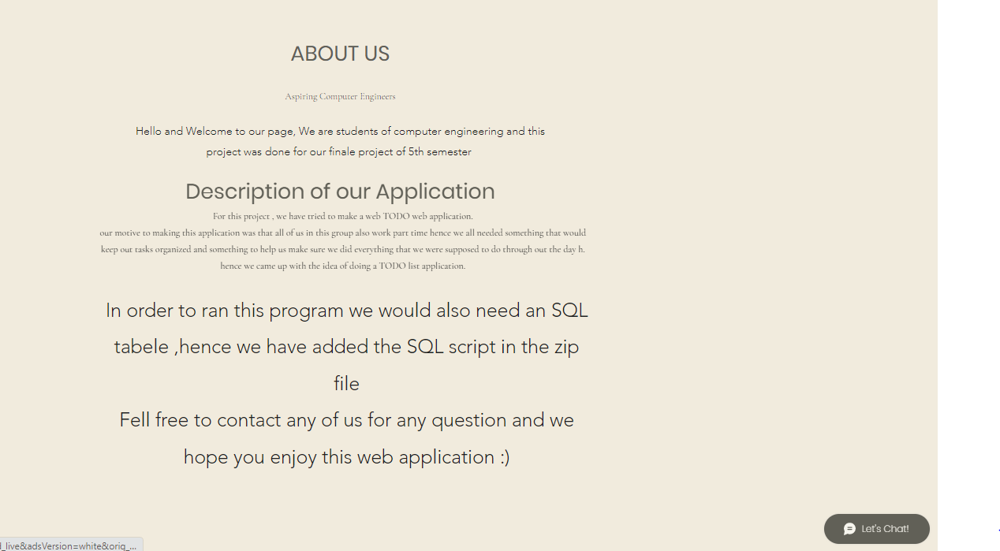 ABOUT US
Aspiring Computer Engineers
Hello and Welcome to our page, We are students of computer engineering and this
project was done for our finale project of 5th semester
Description of our Application
For this project , we have tried to make a web TODO web application.
our motive to making this application was that all of us in this group also work part time hence we all needed something that would
keep out tasks organized and something to help us make sure we did everything that we were supposed to do through out the day h.
hence we came up with the idea of doing a TODO list application.
In order to ran this program we would also need an SQL
tabele ,hence we have added the SQL script in the zip
file
Fell free to contact any of us for any question and we
hope you enjoy this web application :)
Let's Chat!
d_live&adsVersion=white&orig_...